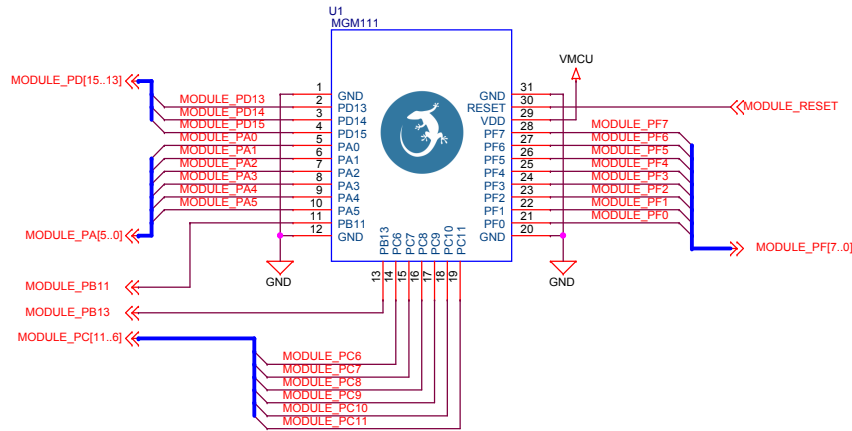 U1
MGM111
VMCU
MODULE_PD[15..13]
1 GND GND 31
MODULE_PD13 2 PD13 RESET 30 MODULE_RESET
MODULE_PD14 3 PD14 VDD 29
MODULE_PD15 4 PD15 PF7 28 MODULE_PF7
MODULE_PA0 5 PA0 PF6 27 MODULE_PF6
MODULE_PA1 6 PA1 PF5 26 MODULE_PF5
MODULE_PA2 7 PA2 PF4 25 MODULE_PF4
MODULE_PA3 8 PA3 PF3 24 MODULE_PF3
MODULE_PA4 9 PA4 PF2 23 MODULE_PF2
MODULE_PA5 10 PA5 PF1 22 MODULE_PF1
11 PB11 PF0 21 MODULE_PF0
MODULE_PA[5..0] 12 GND GND 20
MODULE_PF[7..0]
PB13 PC6 PC7 PC8 PC9 PC10 PC11
13 14 15 16 17 18 19
GND GND
MODULE_PB11
MODULE_PB13
MODULE_PC[11..6]
MODULE_PC6
MODULE_PC7
MODULE_PC8
MODULE_PC9
MODULE_PC10
MODULE_PC11